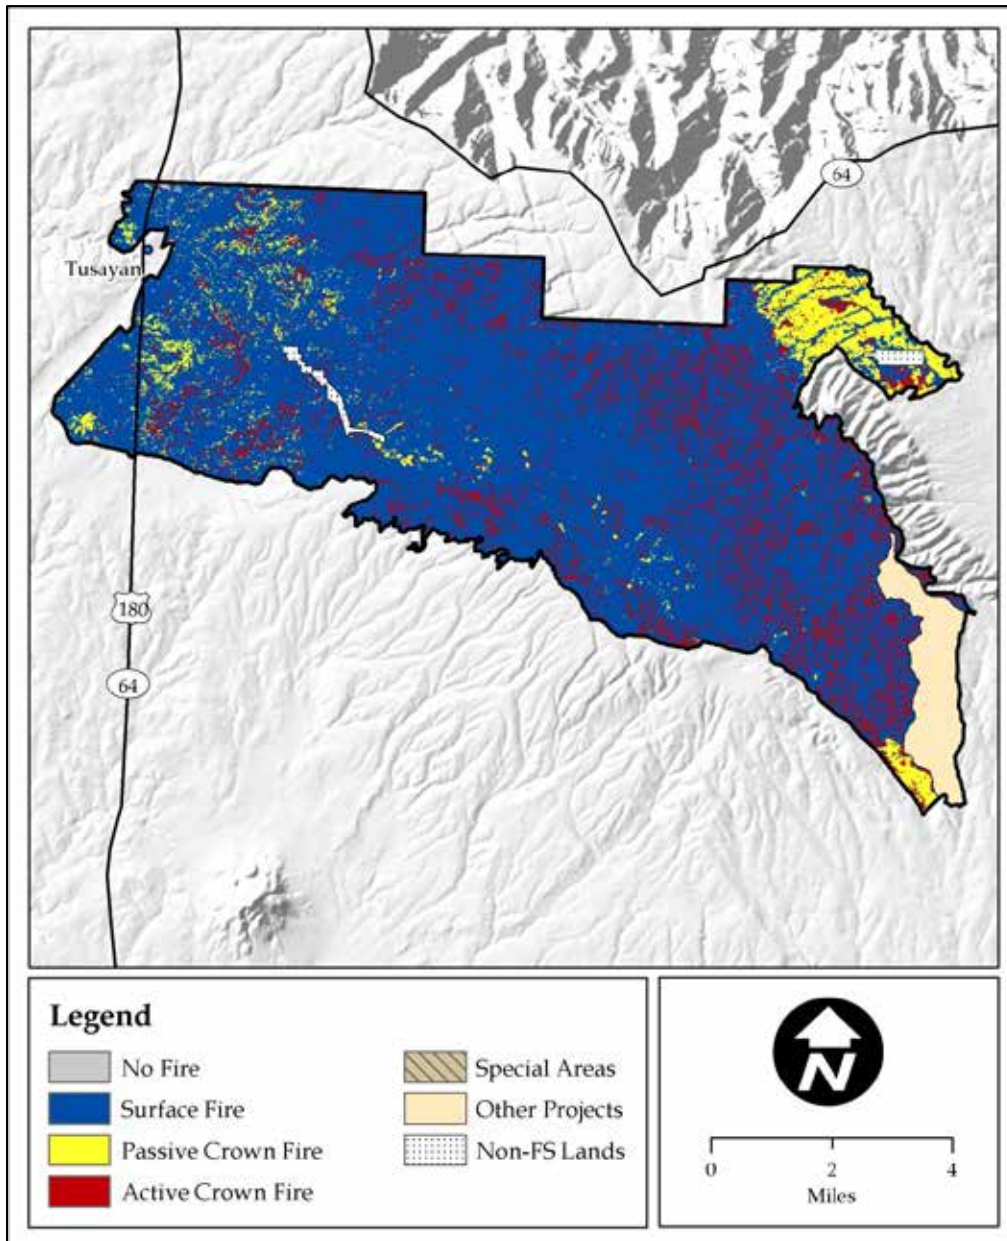 64
Tusayan
180
64
Legend
No Fire
Surface Fire
Passive Crown Fire
Active Crown Fire
Special Areas
Other Projects
Non-FS Lands
N
0 2 4
Miles